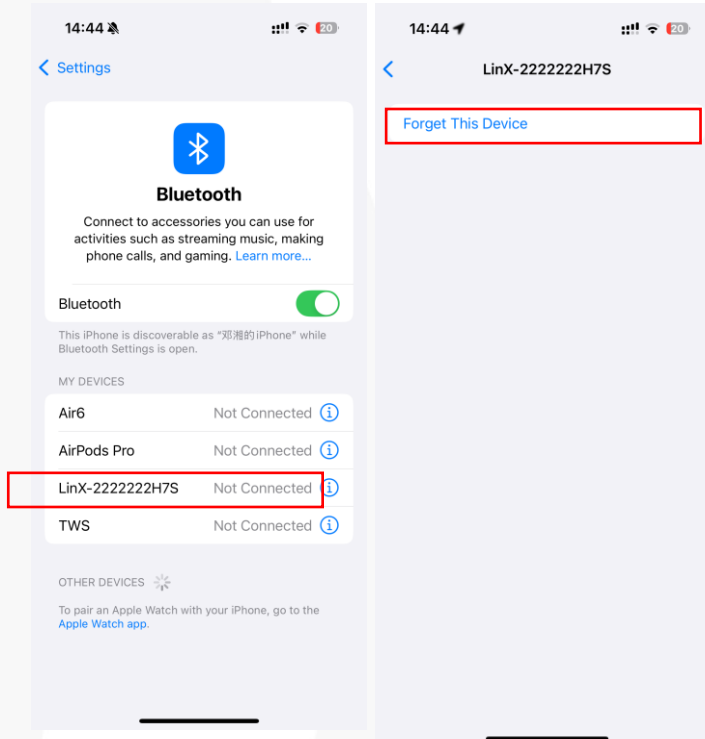 14:44
20
Settings
Bluetooth
Connect to accessories you can use for
activities such as streaming music, making
phone calls, and gaming. Learn more...
Bluetooth
This iPhone is discoverable as “邓湘的iPhone” while
Bluetooth Settings is open.
MY DEVICES
Air6 Not Connected
AirPods Pro Not Connected
LinX-2222222H7S Not Connected
TWS Not Connected
OTHER DEVICES
To pair an Apple Watch with your iPhone, go to the
Apple Watch app.
14:44
20
LinX-2222222H7S
Forget This Device